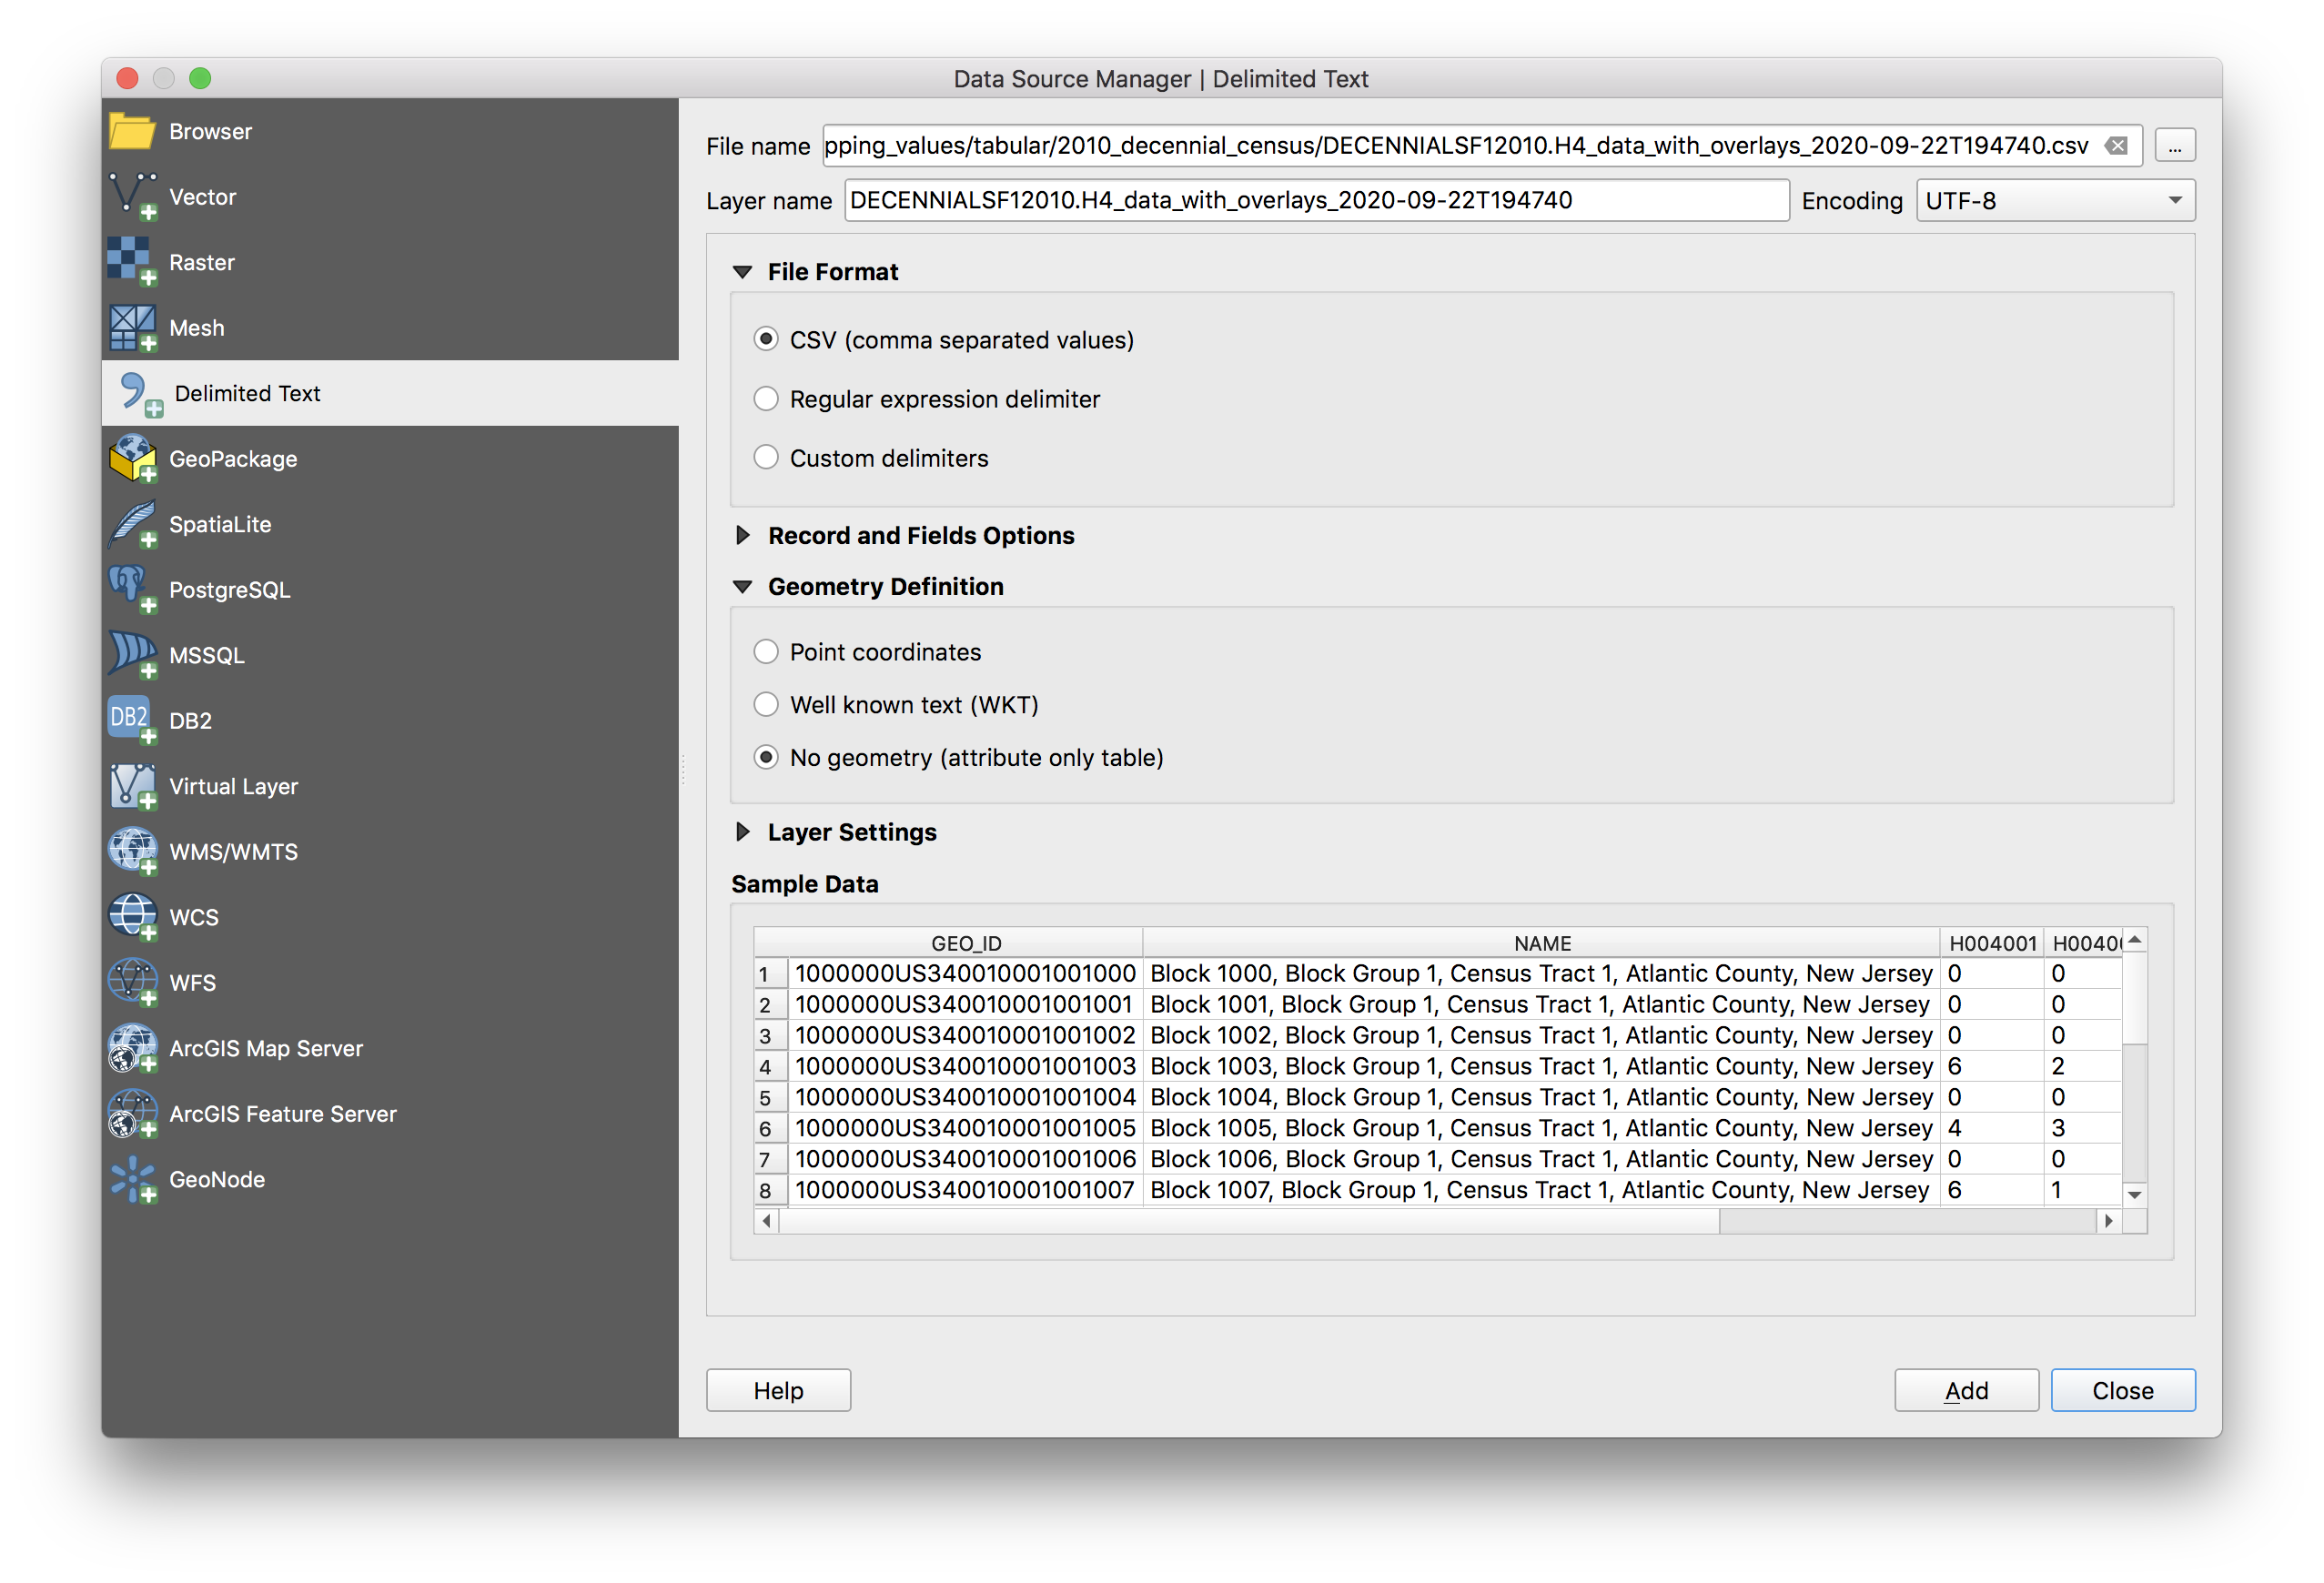 Data Source Manager | Delimited Text
Browser
Vector
Raster
Mesh
Delimited Text
GeoPackage
SpatiaLite
PostgreSQL
MSSQL
DB2
DB2
Virtual Layer
WMS/WMTS
WCS
WFS
ArcGIS Map Server
ArcGIS Feature Server
GeoNode
File name pping_values/tabular/2010_decennial_census/DECENNIALSF12010.H4_data_with_overlays_2020-09-22T194740.csv ...
Layer name DECENNIALSF12010.H4_data_with_overlays_2020-09-22T194740 Encoding UTF-8
File Format
CSV (comma separated values)
Regular expression delimiter
Custom delimiters
Record and Fields Options
Geometry Definition
Point coordinates
Well known text (WKT)
No geometry (attribute only table)
Layer Settings
Sample Data
GEO_ID NAME H004001 H0040
1 1000000US340010001001000 Block 1000, Block Group 1, Census Tract 1, Atlantic County, New Jersey 0 0
2 1000000US340010001001001 Block 1001, Block Group 1, Census Tract 1, Atlantic County, New Jersey 0 0
3 1000000US340010001001002 Block 1002, Block Group 1, Census Tract 1, Atlantic County, New Jersey 0 0
4 1000000US340010001001003 Block 1003, Block Group 1, Census Tract 1, Atlantic County, New Jersey 6 2
5 1000000US340010001001004 Block 1004, Block Group 1, Census Tract 1, Atlantic County, New Jersey 0 0
6 1000000US340010001001005 Block 1005, Block Group 1, Census Tract 1, Atlantic County, New Jersey 4 3
7 1000000US340010001001006 Block 1006, Block Group 1, Census Tract 1, Atlantic County, New Jersey 0 0
8 1000000US340010001001007 Block 1007, Block Group 1, Census Tract 1, Atlantic County, New Jersey 6 1
Help Add Close